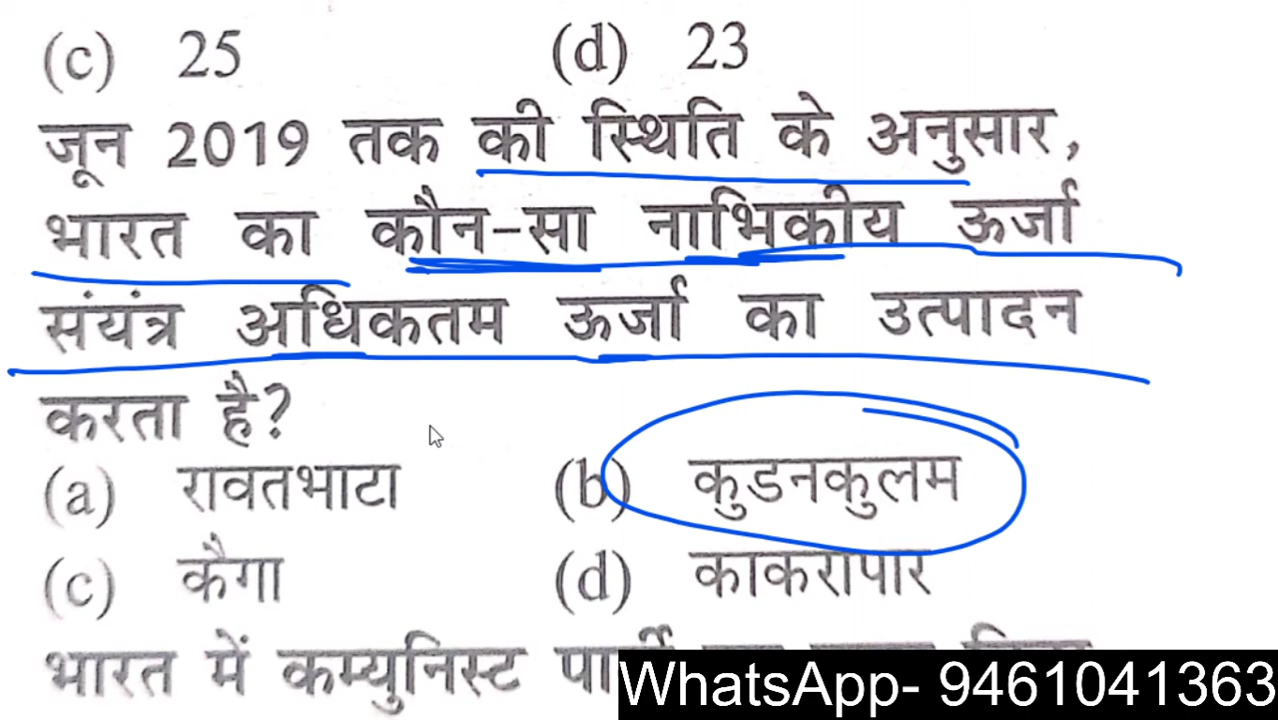 (c) 25 (d) 23
जून 2019 तक की स्थिति के अनुसार,
भारत का कौन-सा नाभिकीय ऊर्जा
संयंत्र अधिकतम ऊर्जा का उत्पादन
करता है?
(a) रावतभाटा (b) कुडनकुलम
(c) कैगा (d) काकरापार
भारत में कम्युनिस्ट
WhatsApp- 9461041363